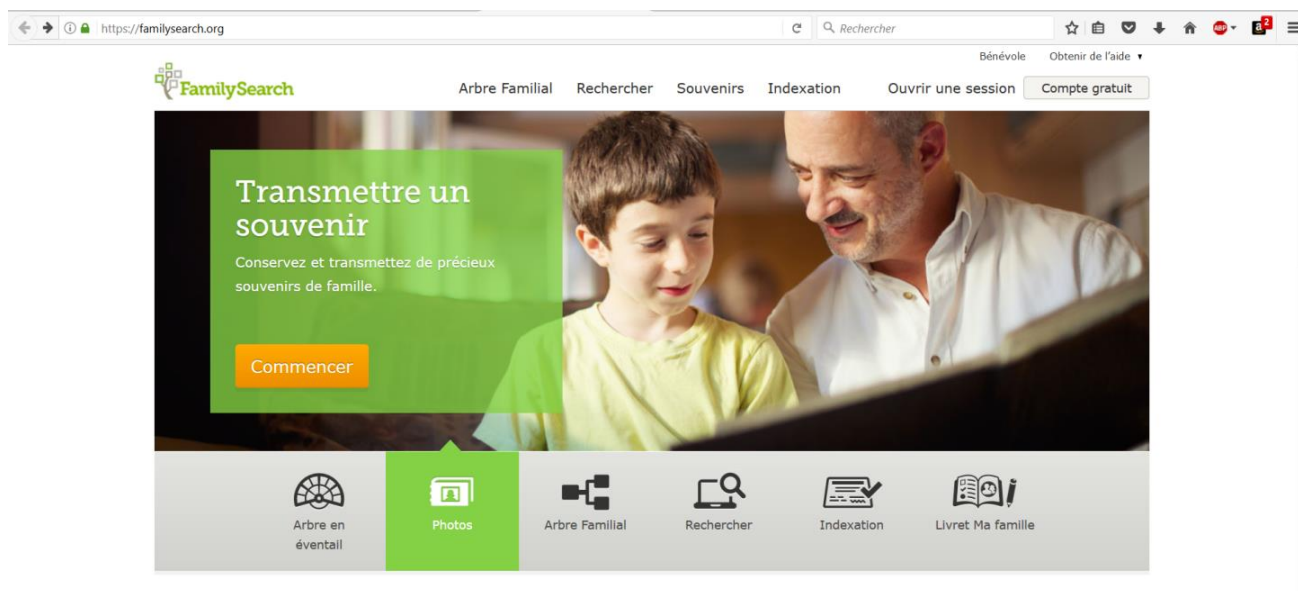 https://familysearch.org
Rechercher
ABP
a 2
Bénévole Obtenir de l'aide
FamilySearch
Arbre Familial Rechercher Souvenirs Indexation Ouvrir une session Compte gratuit
Transmettre un
souvenir
Conservez et transmettez de précieux
souvenirs de famille.
Commencer
Arbre en
éventail
Photos
Arbre Familial
Rechercher
Indexation
Livret Ma famille